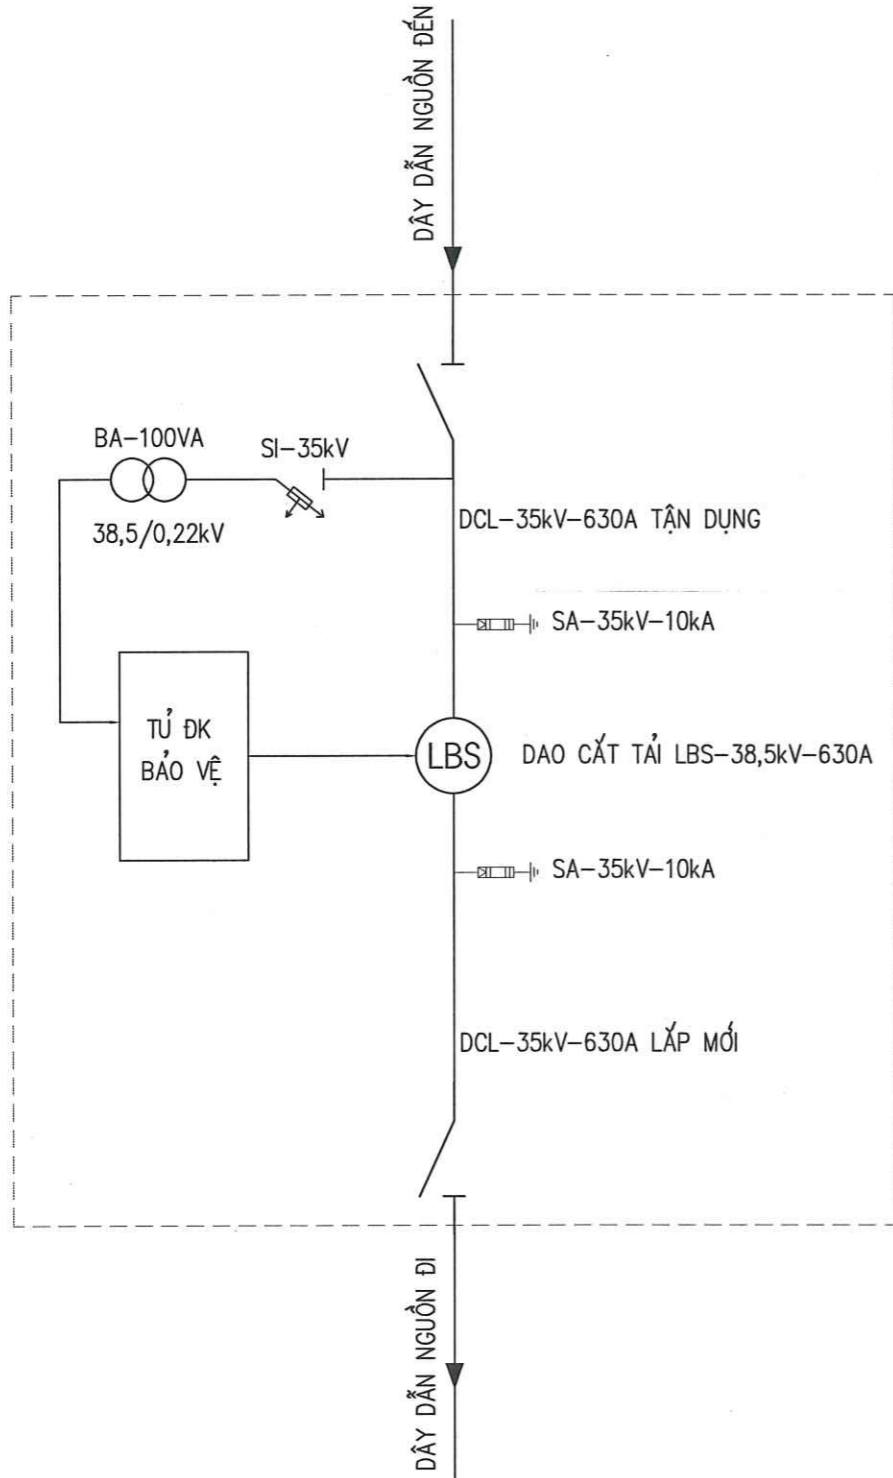 DÂY DẪN NGUỒN ĐẾN
BA-100VA
SI-35kV
38,5/0,22kV
DCL-35kV-630A TẬN DỤNG
SA-35kV-10kA
TỦ ĐK
BẢO VỆ
LBS
DAO CẮT TẢI LBS-38,5kV-630A
SA-35kV-10kA
DCL-35kV-630A LẮP MỚI
DÂY DẪN NGUỒN ĐI